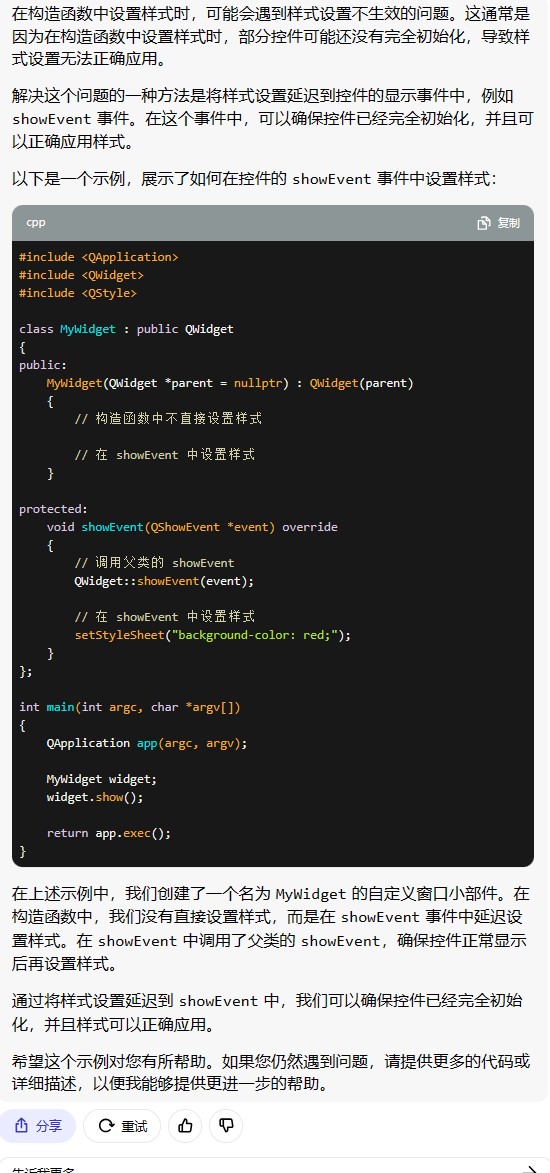 在构造函数中设置样式时，可能会遇到样式设置不生效的问题。这通常是
因为在构造函数中设置样式时，部分控件可能还没有完全初始化，导致样
式设置无法正确应用。
解决这个问题的一种方法是将样式设置延迟到控件的显示事件中，例如
showEvent 事件。在这个事件中，可以确保控件已经完全初始化，并且可
以正确应用样式。
以下是一个示例，展示了如何在控件的 showEvent 事件中设置样式：
cpp 复制
#include <QApplication>
#include <QWidget>
#include <QStyle>
class MyWidget : public QWidget
{
public:
    MyWidget(QWidget *parent = nullptr) : QWidget(parent)
    {
        // 构造函数中不直接设置样式
        // 在 showEvent 中设置样式
    }
protected:
    void showEvent(QShowEvent *event) override
    {
        // 调用父类的 showEvent
        QWidget::showEvent(event);
        // 在 showEvent 中设置样式
        setStyleSheet("background-color: red;");
    }
};
int main(int argc, char *argv[])
{
    QApplication app(argc, argv);
    MyWidget widget;
    widget.show();
    return app.exec();
}
在上述示例中，我们创建了一个名为 MyWidget 的自定义窗口小部件。在
构造函数中，我们没有直接设置样式，而是在 showEvent 事件中延迟设
置样式。在 showEvent 中调用了父类的 showEvent，确保控件正常显示
后再设置样式。
通过将样式设置延迟到 showEvent 中，我们可以确保控件已经完全初始
化，并且样式可以正确应用。
希望这个示例对您有所帮助。如果您仍然遇到问题，请提供更多的代码或
详细描述，以便我能够提供更进一步的帮助。
分享 重试
告诉我更多